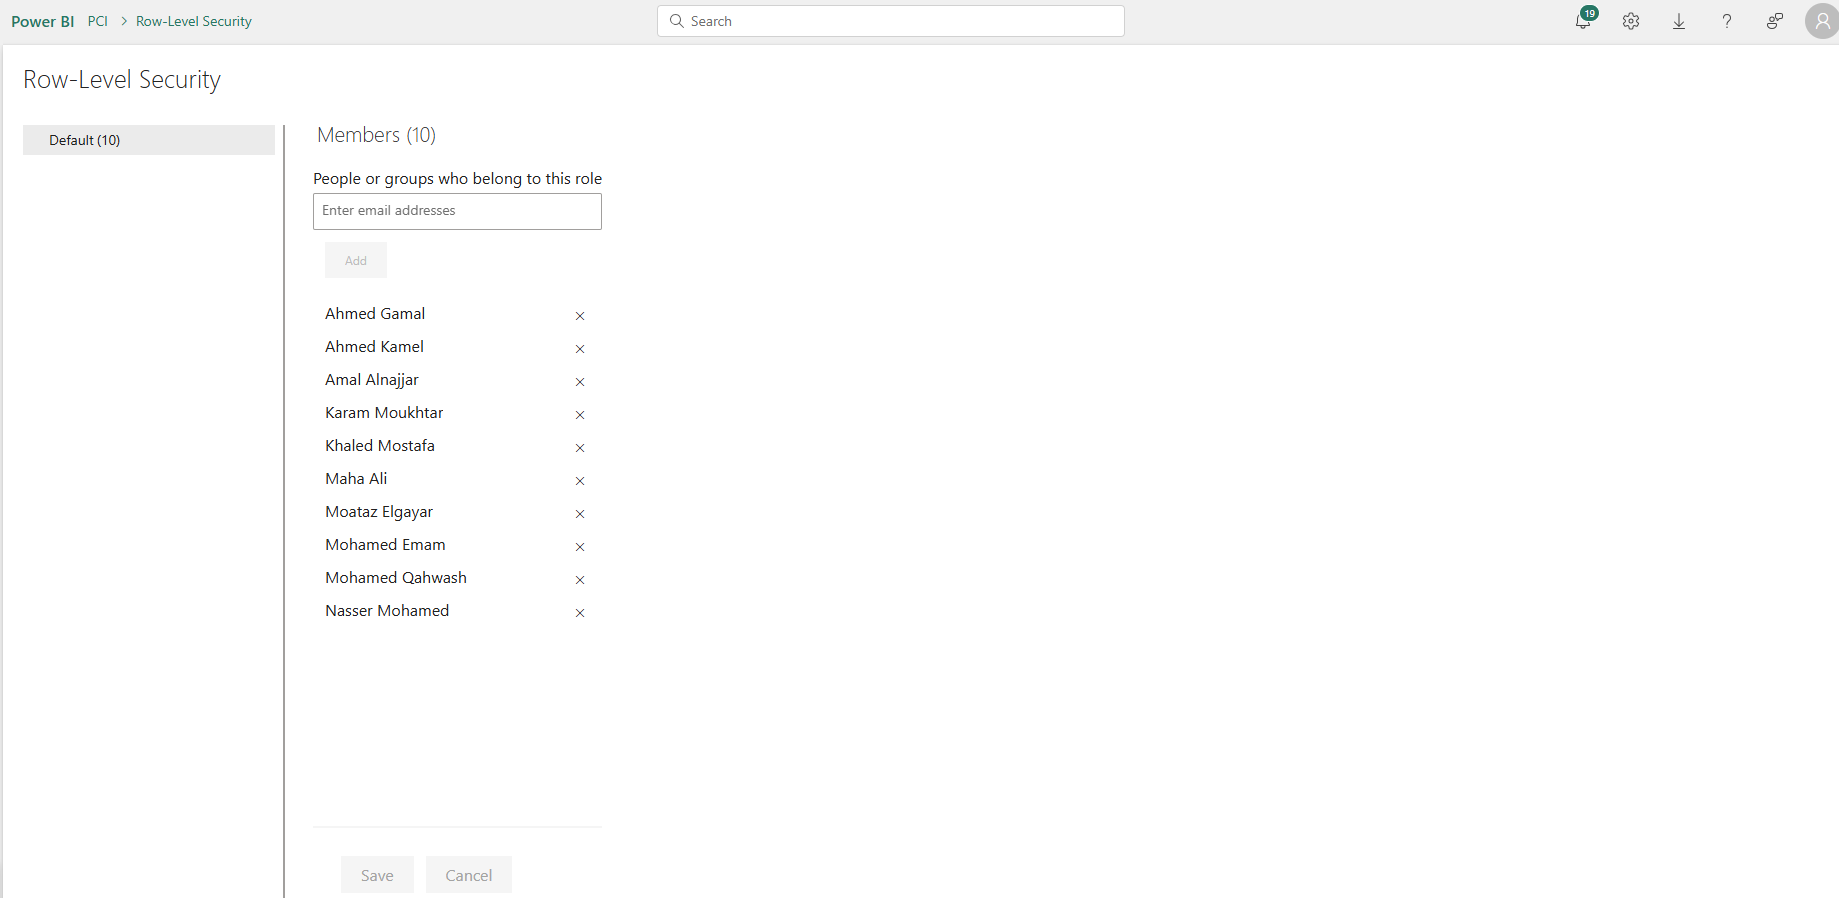 Power BI PCI > Row-Level Security
Search
19
?
Row-Level Security
Default (10)
Members (10)
People or groups who belong to this role
Enter email addresses
Add
Ahmed Gamal
Ahmed Kamel
Amal Alnajjar
Karam Moukhtar
Khaled Mostafa
Maha Ali
Moataz Elgayar
Mohamed Emam
Mohamed Qahwash
Nasser Mohamed
Save Cancel